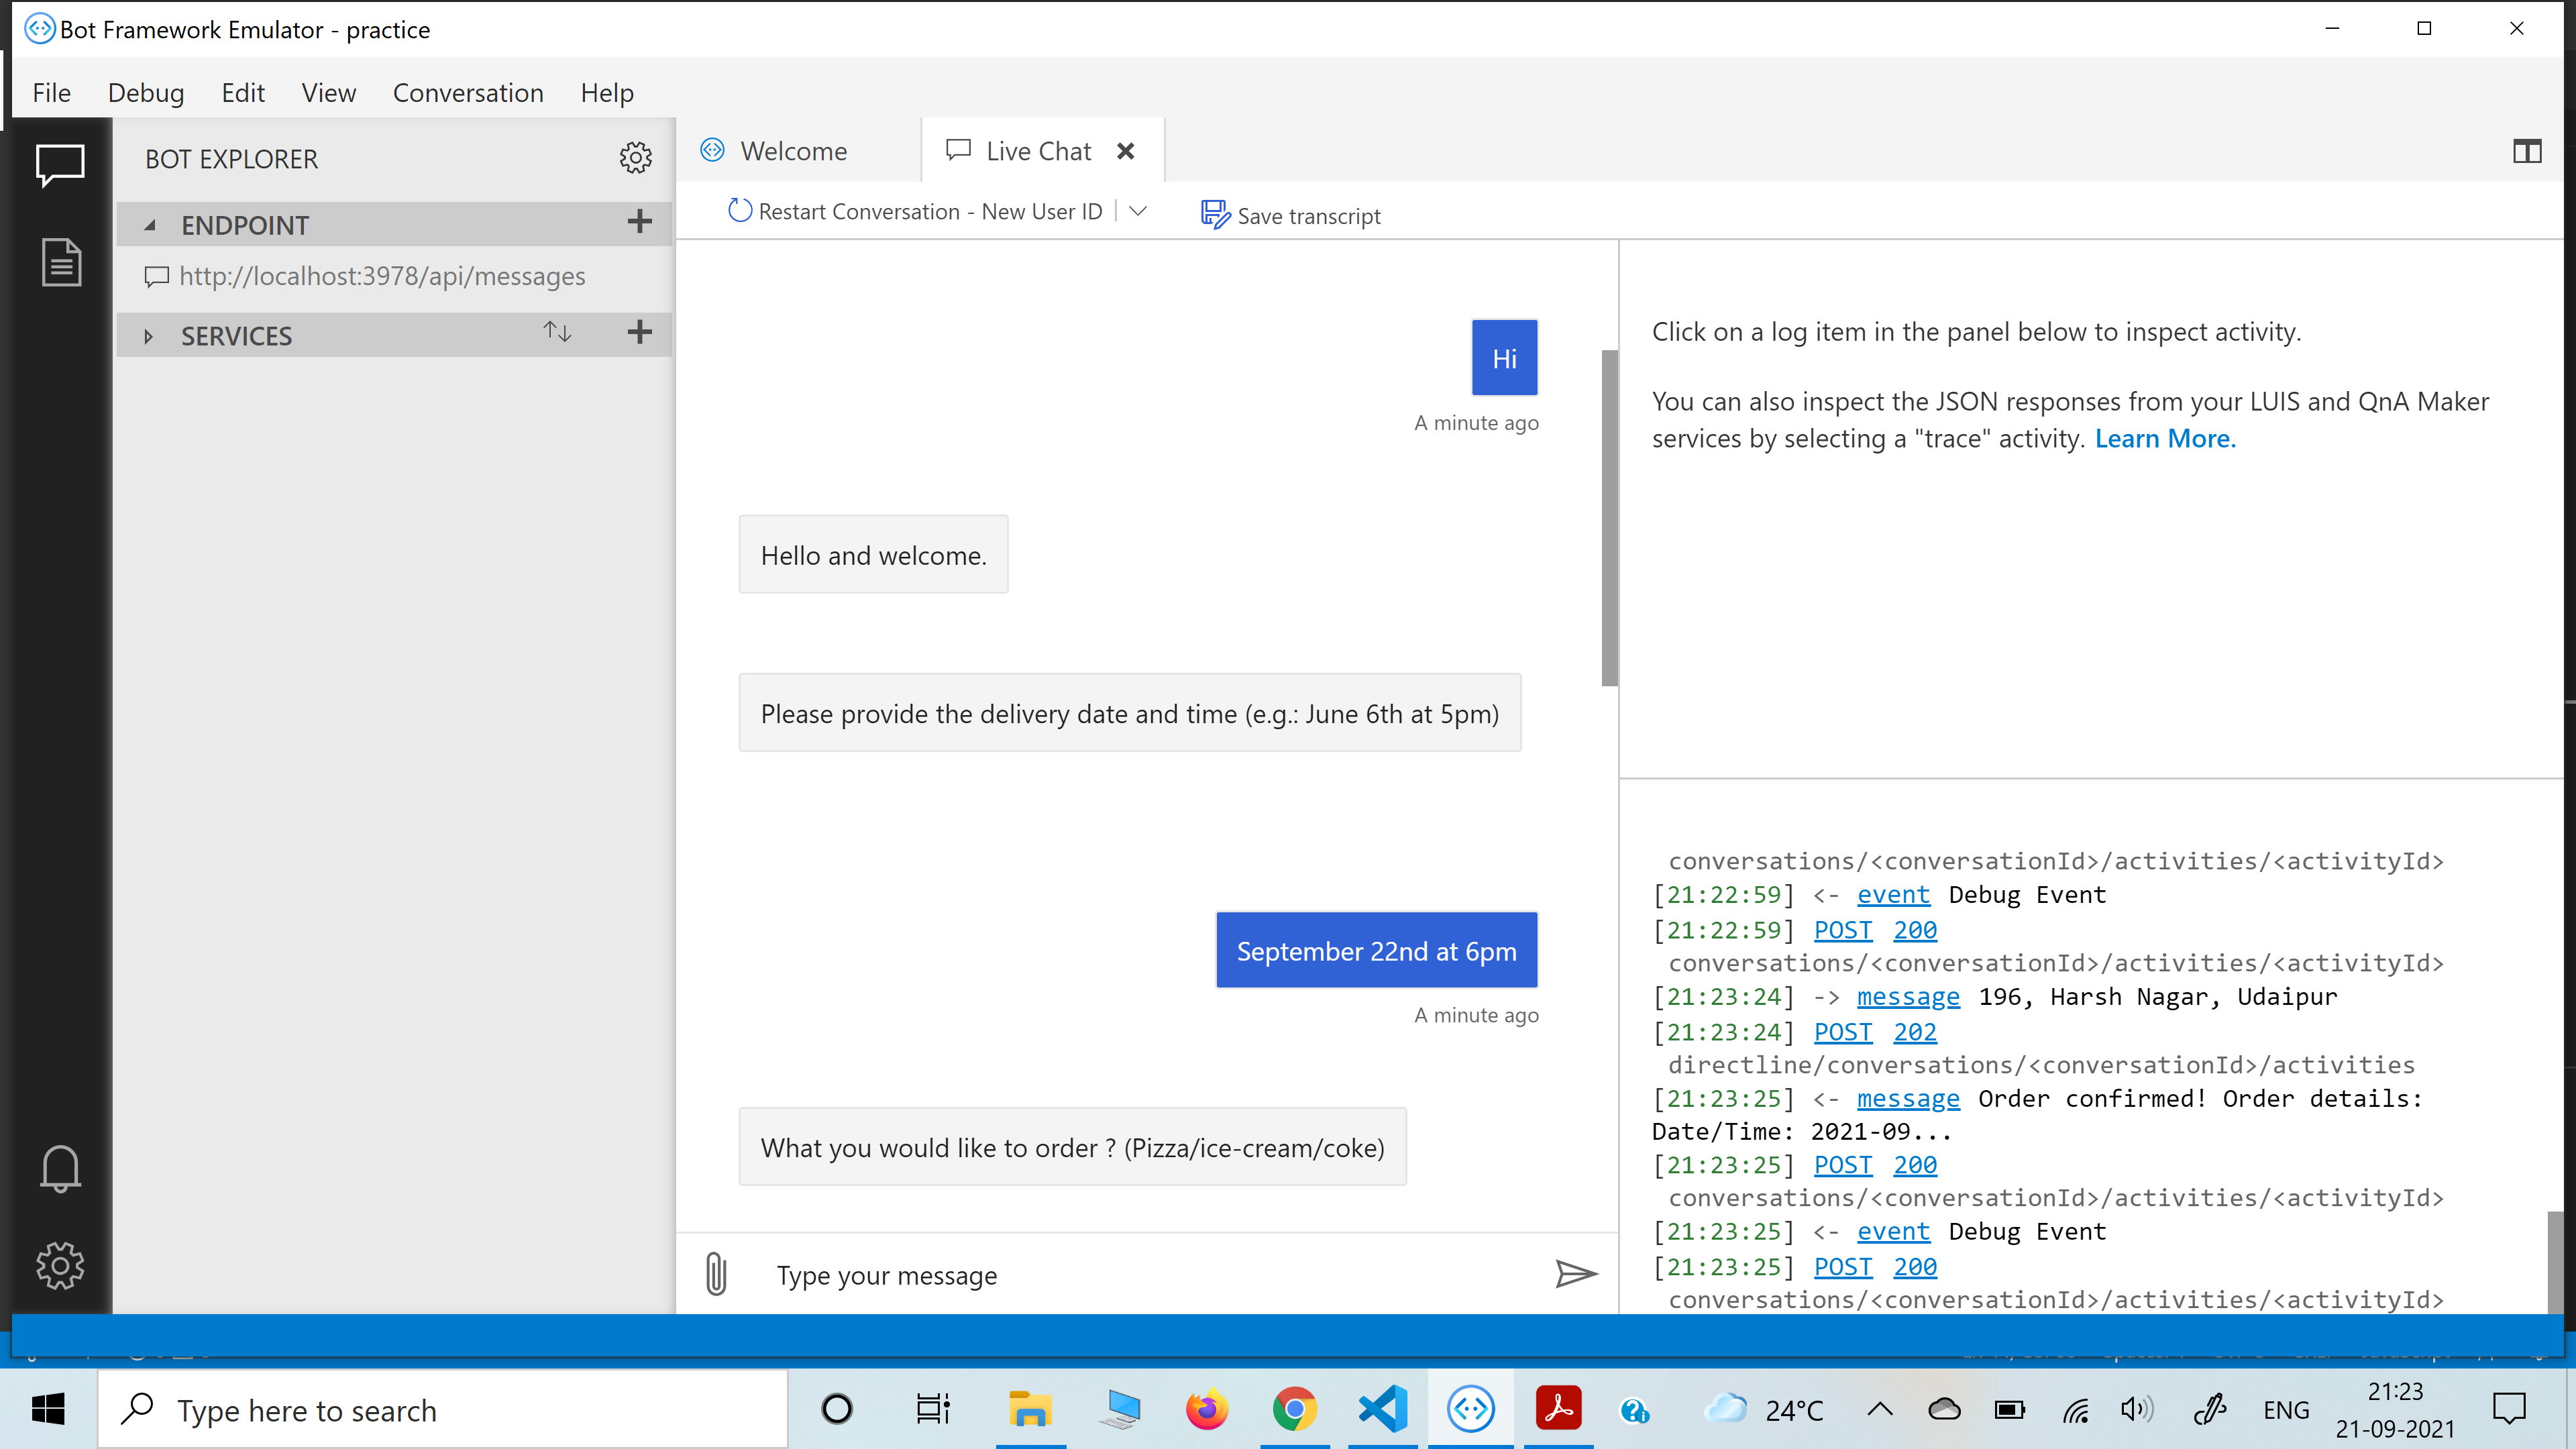 Bot Framework Emulator - practice
File Debug Edit View Conversation Help
BOT EXPLORER
ENDPOINT
http://localhost:3978/api/messages
SERVICES
Welcome
Live Chat
Restart Conversation - New User ID
Save transcript
Hi
A minute ago
Hello and welcome.
Please provide the delivery date and time (e.g.: June 6th at 5pm)
September 22nd at 6pm
A minute ago
What you would like to order ? (Pizza/ice-cream/coke)
Type your message
Click on a log item in the panel below to inspect activity.
You can also inspect the JSON responses from your LUIS and QnA Maker
services by selecting a "trace" activity. Learn More.
conversations/<conversationId>/activities/<activityId>
[21:22:59] <- event Debug Event
[21:22:59] POST 200
conversations/<conversationId>/activities/<activityId>
[21:23:24] -> message 196, Harsh Nagar, Udaipur
[21:23:24] POST 202
directline/conversations/<conversationId>/activities
[21:23:25] <- message Order confirmed! Order details:
Date/Time: 2021-09...
[21:23:25] POST 200
conversations/<conversationId>/activities/<activityId>
[21:23:25] <- event Debug Event
[21:23:25] POST 200
conversations/<conversationId>/activities/<activityId>
Type here to search
24°C
ENG
21:23
21-09-2021